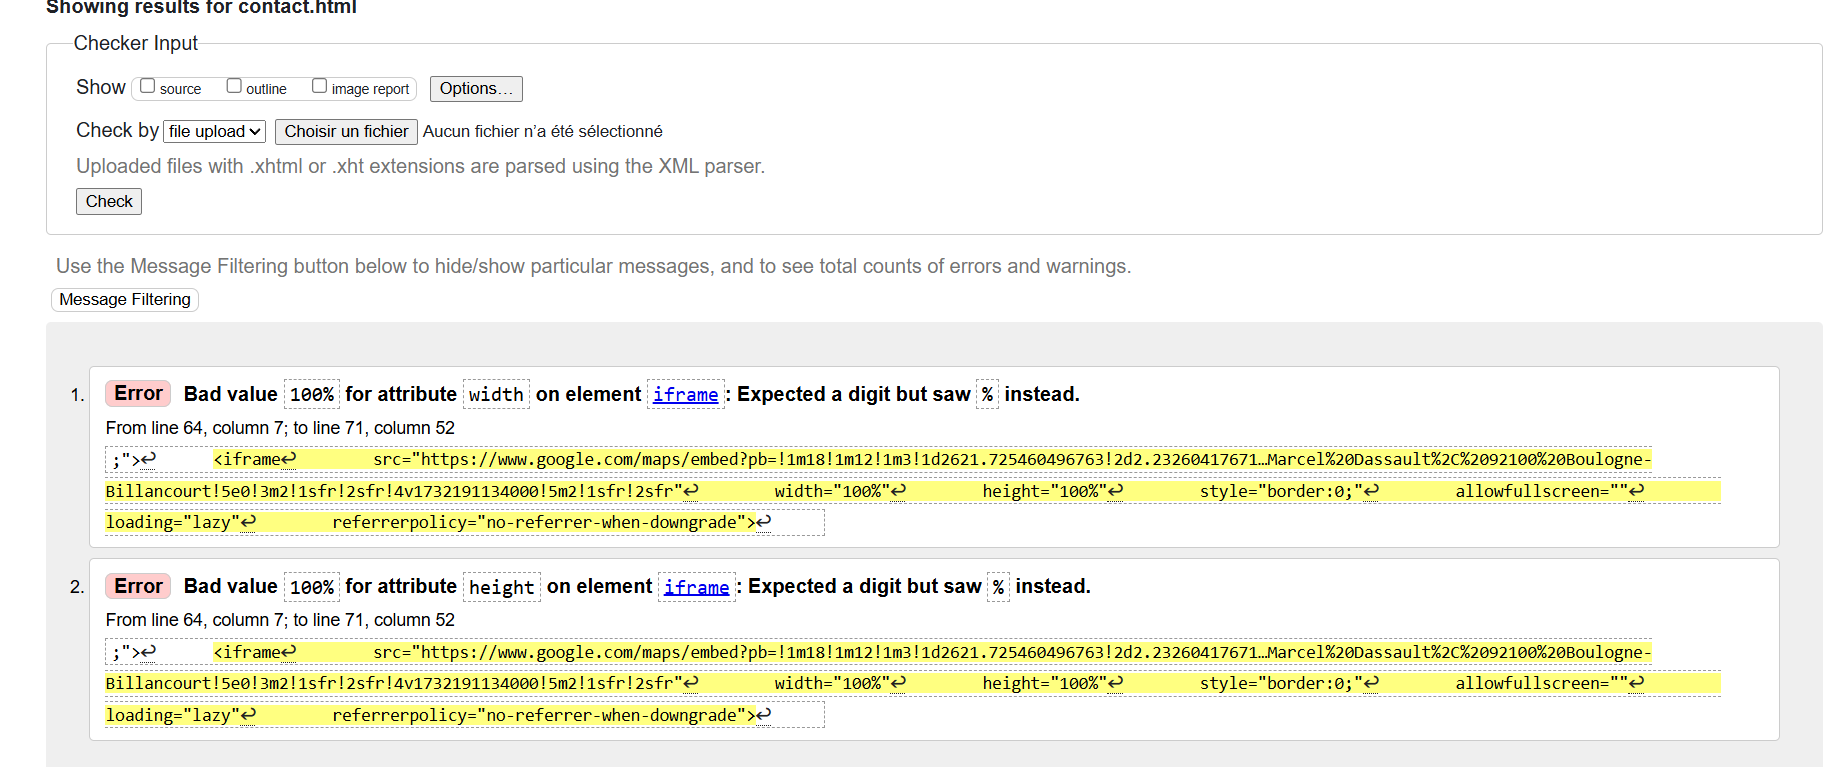 Showing results for contact.html
Checker Input
Show source outline image report Options…
Check by file upload Choisir un fichier Aucun fichier n’a été sélectionné
Uploaded files with .xhtml or .xht extensions are parsed using the XML parser.
Check
Use the Message Filtering button below to hide/show particular messages, and to see total counts of errors and warnings.
Message Filtering
1. Error Bad value 100% for attribute width on element iframe: Expected a digit but saw % instead.
From line 64, column 7; to line 71, column 52
;">↩ <iframe↩ src="https://www.google.com/maps/embed?pb=!1m18!1m12!1m3!1d2621.725460496763!2d2.23260417671…Marcel%20Dassault%2C%2092100%20Boulogne-
Billancourt!5e0!3m2!1sfr!2sfr!4v1732191134000!5m2!1sfr!2sfr"↩ width="100%"↩ height="100%"↩ style="border:0;"↩ allowfullscreen=""↩
loading="lazy"↩ referrerpolicy="no-referrer-when-downgrade">↩
2. Error Bad value 100% for attribute height on element iframe: Expected a digit but saw % instead.
From line 64, column 7; to line 71, column 52
;">↩ <iframe↩ src="https://www.google.com/maps/embed?pb=!1m18!1m12!1m3!1d2621.725460496763!2d2.23260417671…Marcel%20Dassault%2C%2092100%20Boulogne-
Billancourt!5e0!3m2!1sfr!2sfr!4v1732191134000!5m2!1sfr!2sfr"↩ width="100%"↩ height="100%"↩ style="border:0;"↩ allowfullscreen=""↩
loading="lazy"↩ referrerpolicy="no-referrer-when-downgrade">↩